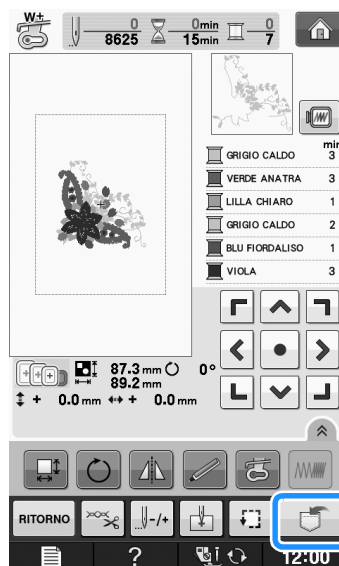 W+
0 0min 0
8625 15min 7
min
GRIGIO CALDO 3
VERDE ANATRA 3
LILLA CHIARO 1
GRIGIO CALDO 2
BLU FIORDALISO 1
VIOLA 3
87.3 mm 0°
89.2 mm
+ 0.0 mm + 0.0 mm
RITORNO -/+
? 12:00